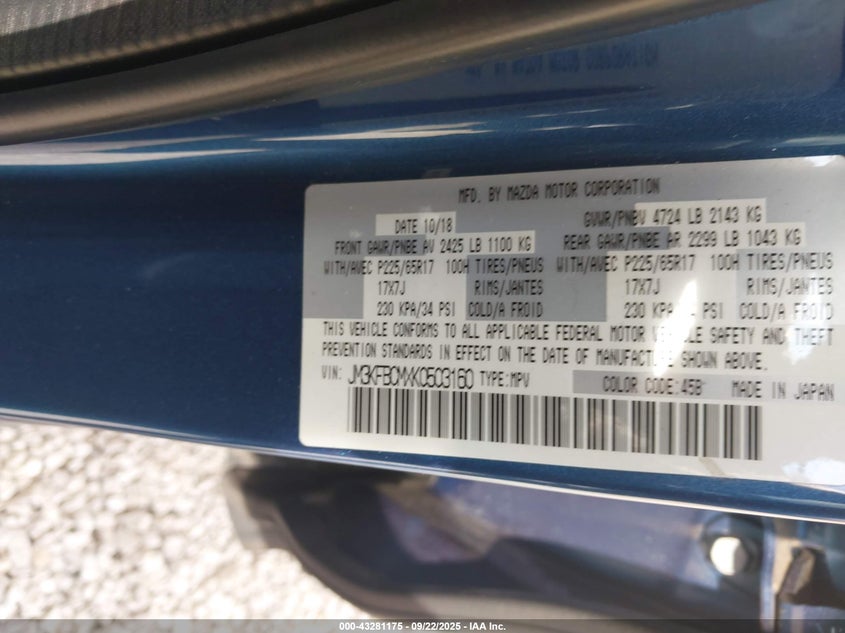 MFD. BY MAZDA MOTOR CORPORATION
DATE 10/18 GVWR/PNBV 4724 LB 2143 KG
FRONT GAWR/PNBE AV 2425 LB 1100 KG REAR GAWR/PNBE AR 2299 LB 1043 KG
WITH/AVEC P225/65R17 100H TIRES/PNEUS WITH/AVEC P225/65R17 100H TIRES/PNEUS
17X7J RIMS/JANTES 17X7J RIMS/JANTES
230 KPA/34 PSI COLD/A FROID 230 KPA/ PSI COLD/A FROID
THIS VEHICLE CONFORMS TO ALL APPLICABLE FEDERAL MOTOR VEHICLE SAFETY AND THEFT
PREVENTION STANDARDS IN EFFECT ON THE DATE OF MANUFACTURE SHOWN ABOVE.
VIN: JM3KFBCMXK0503160 TYPE:MPV COLOR CODE:45B MADE IN JAPAN
000-43281175 - 09/22/2025 - IAA Inc.